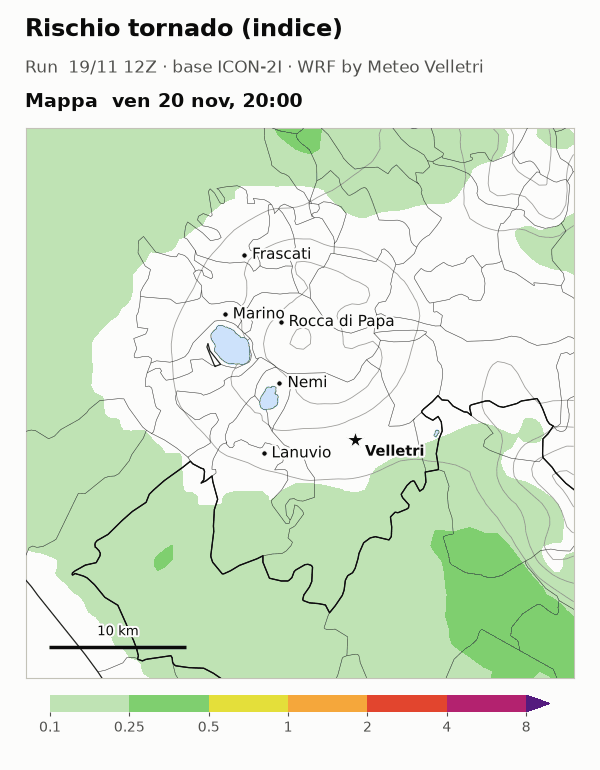 Rischio tornado (indice)
Run  19/11 12Z · base ICON-2I · WRF by Meteo Velletri
Mappa  ven 20 nov, 20:00
Frascati
Marino
Rocca di Papa
Nemi
Velletri
Lanuvio
10 km
0.1 0.25 0.5 1 2 4 8